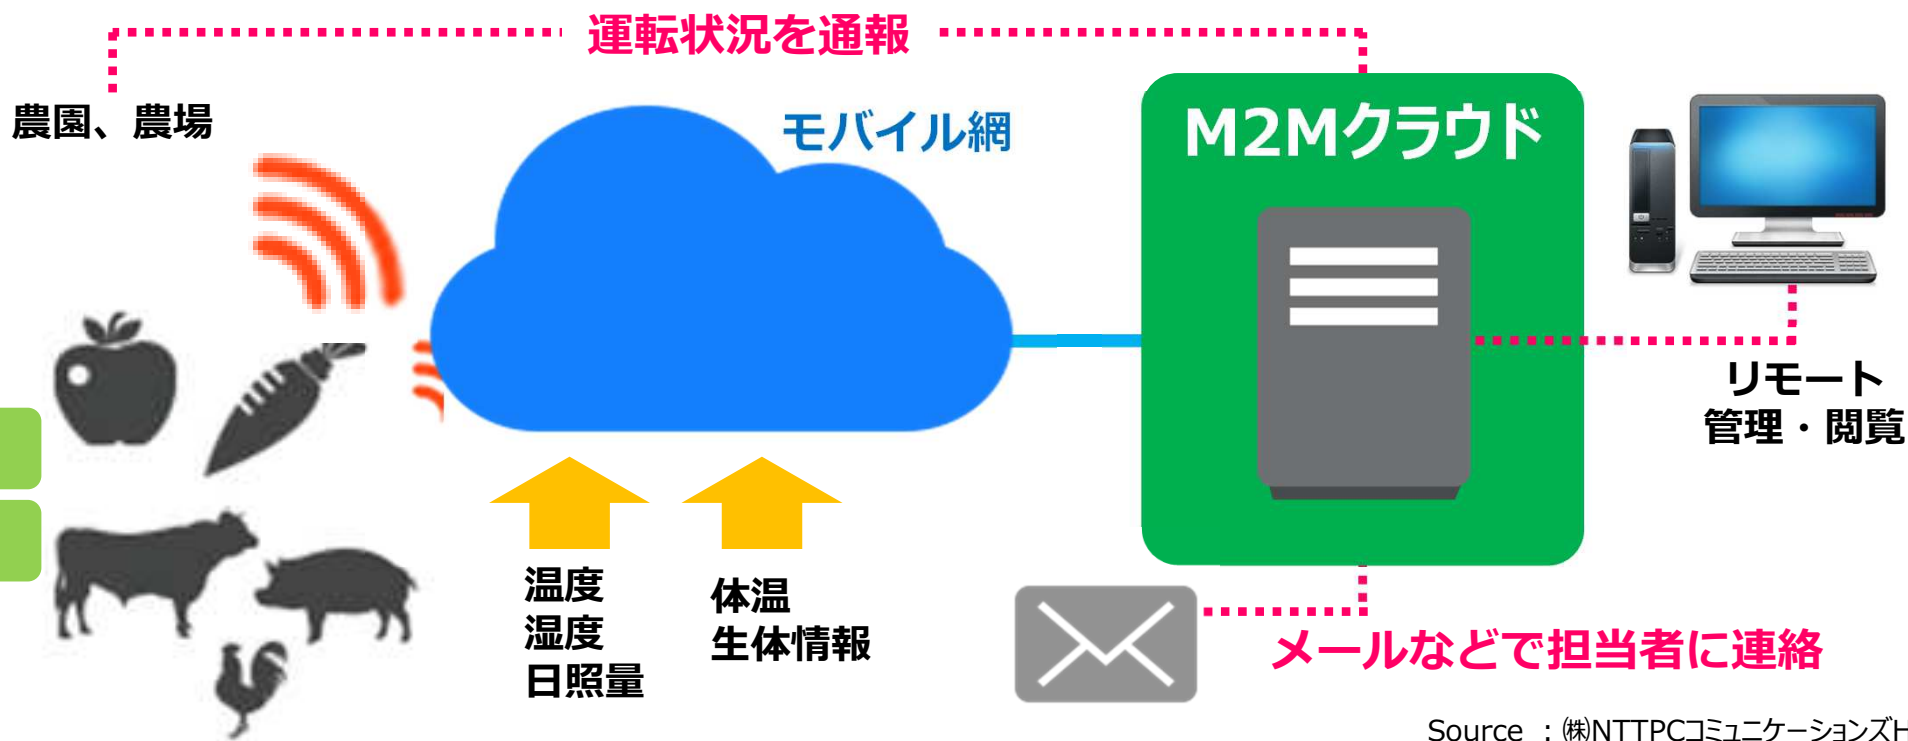 運転状況を通報
農園、農場
モバイル網
M2Mクラウド
リモート
管理・閲覧
温度
湿度
日照量
体温
生体情報
メールなどで担当者に連絡
Source ：㈱NTTPCコミュニケーションズH